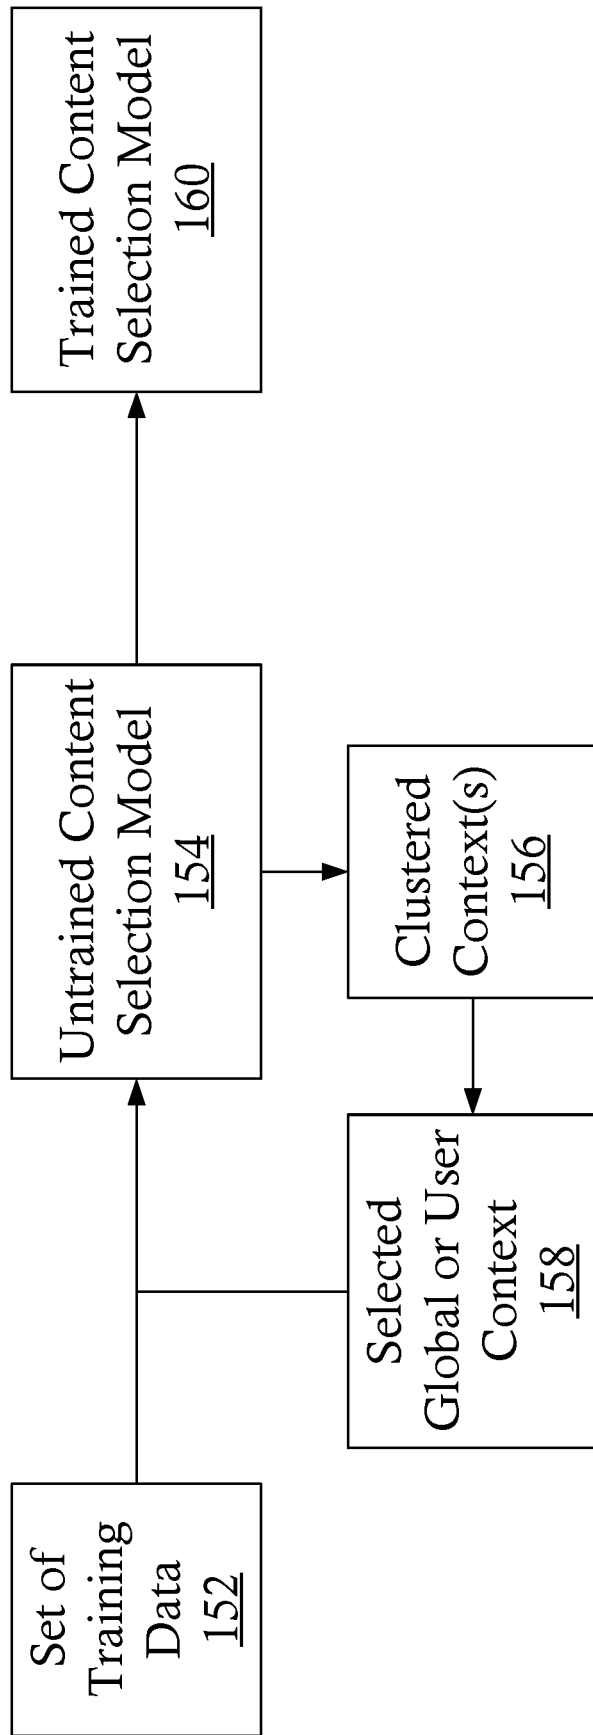 Set of
Training
Data
152
Untrained Content
Selection Model
154
Trained Content
Selection Model
160
Selected
Global or User
Context
158
Clustered
Context(s)
156